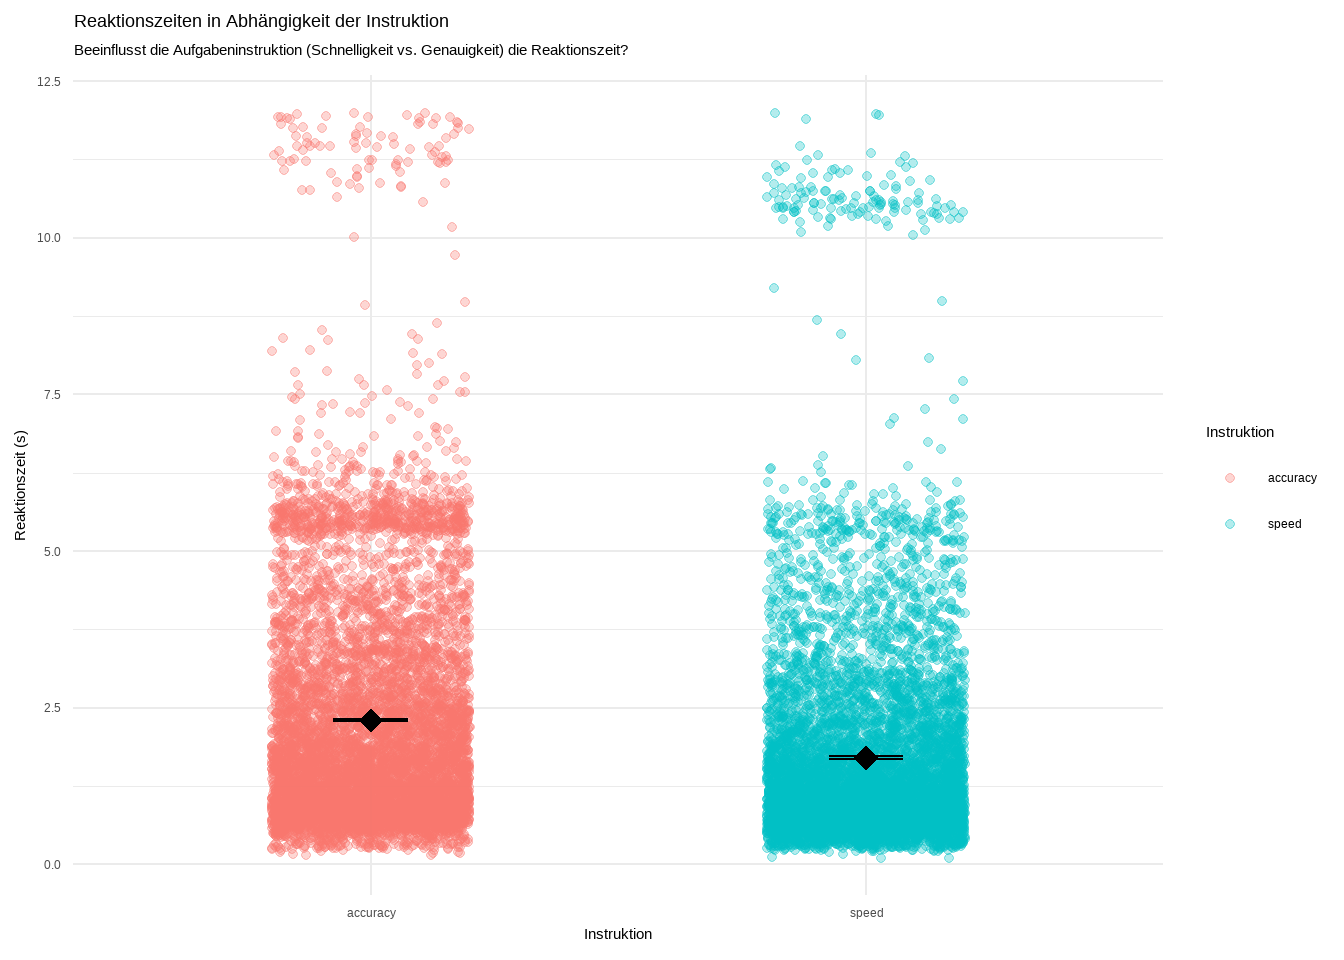 Reaktionszeiten in Abhängigkeit der Instruktion
Beeinflusst die Aufgabeninstruktion (Schnelligkeit vs. Genauigkeit) die Reaktionszeit?
12.5
10.0
7.5
5.0
2.5
0.0
Reaktionszeit (s)
accuracy
speed
Instruktion
Instruktion
accuracy
speed